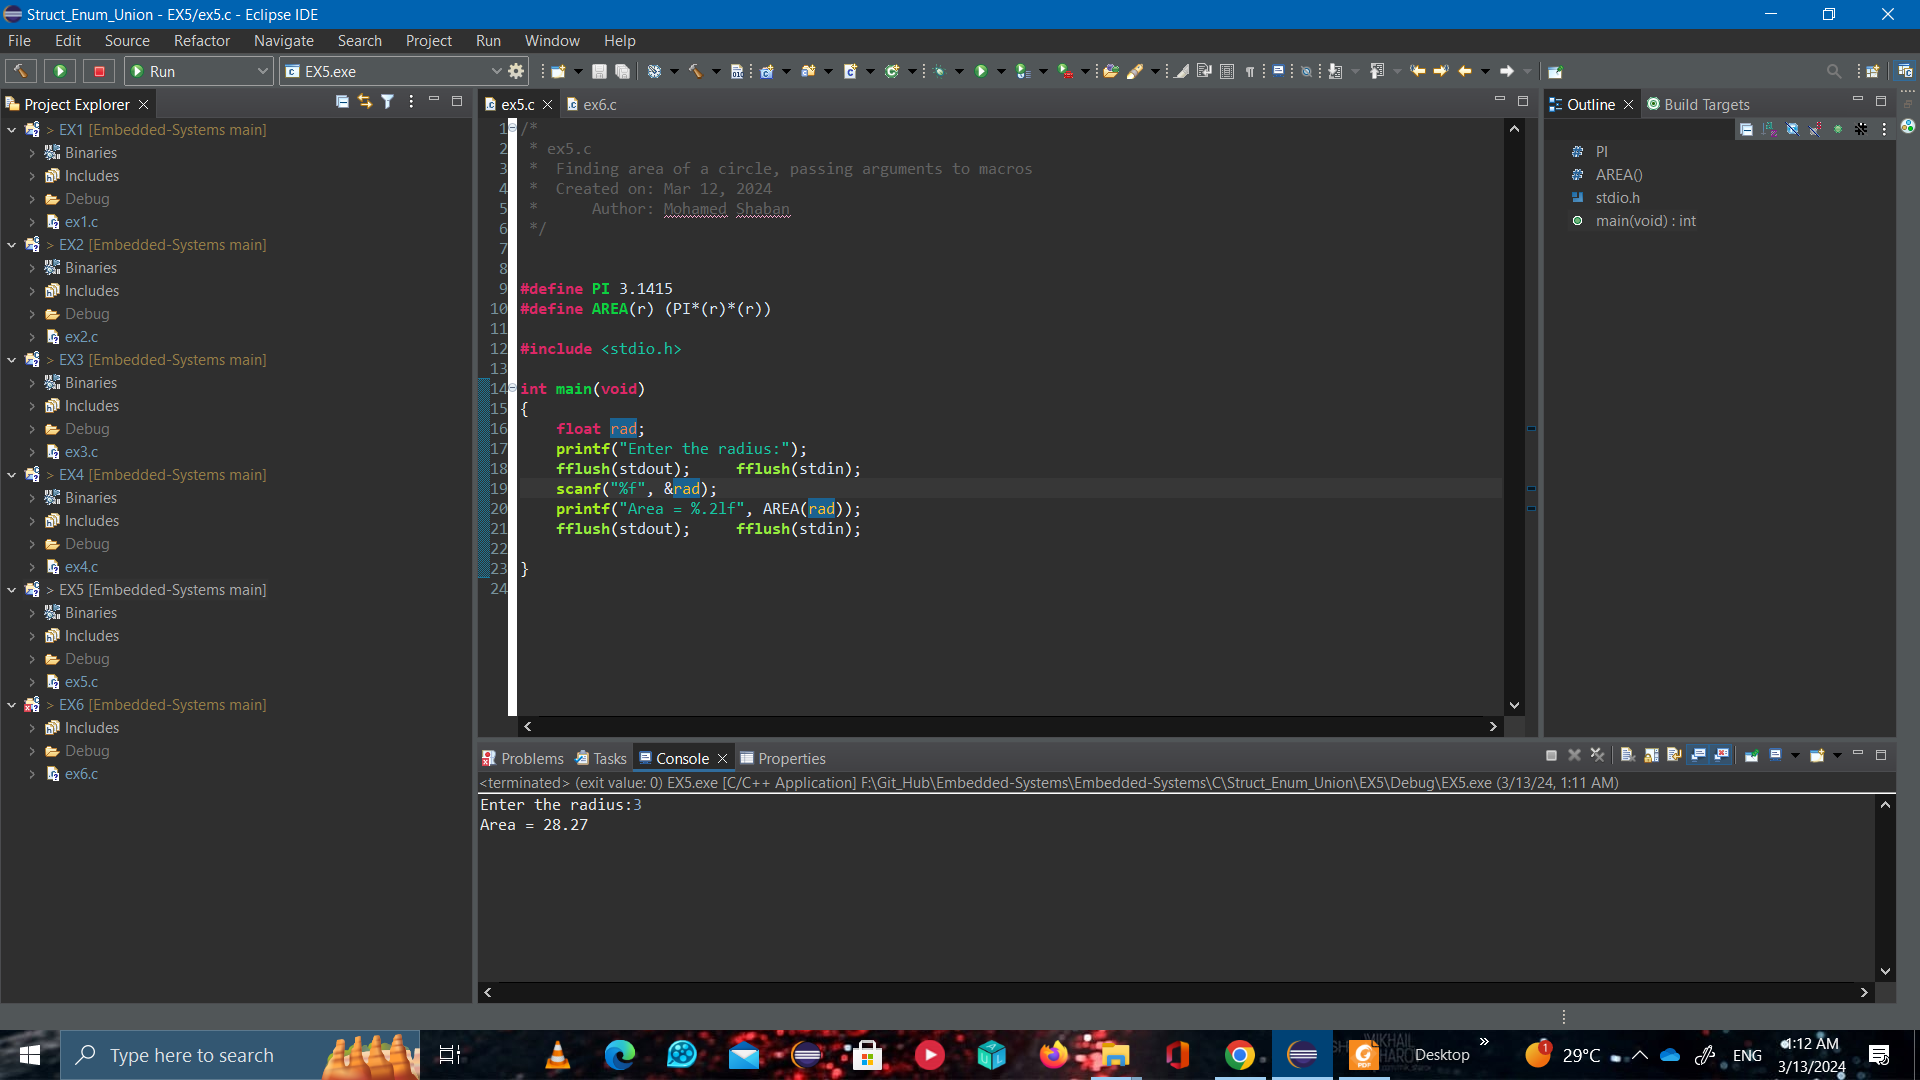 Struct_Enum_Union - EX5/ex5.c - Eclipse IDE
File Edit Source Refactor Navigate Search Project Run Window Help
Run EX5.exe
Project Explorer
> EX1 [Embedded-Systems main]
Binaries
Includes
Debug
ex1.c
> EX2 [Embedded-Systems main]
Binaries
Includes
Debug
ex2.c
> EX3 [Embedded-Systems main]
Binaries
Includes
Debug
ex3.c
> EX4 [Embedded-Systems main]
Binaries
Includes
Debug
ex4.c
> EX5 [Embedded-Systems main]
Binaries
Includes
Debug
ex5.c
> EX6 [Embedded-Systems main]
Includes
Debug
ex6.c
ex5.c ex6.c
1 /*
2 * ex5.c
3 * Finding area of a circle, passing arguments to macros
4 * Created on: Mar 12, 2024
5 * Author: Mohamed Shaban
6 */
7
8
9 #define PI 3.1415
10 #define AREA(r) (PI*(r)*(r))
11
12 #include <stdio.h>
13
14 int main(void)
15 {
16 float rad;
17 printf("Enter the radius:");
18 fflush(stdout); fflush(stdin);
19 scanf("%f", &rad);
20 printf("Area = %.2lf", AREA(rad));
21 fflush(stdout); fflush(stdin);
22
23 }
24
Outline Build Targets
PI
AREA()
stdio.h
main(void) : int
Problems Tasks Console Properties
<terminated> (exit value: 0) EX5.exe [C/C++ Application] F:\Git_Hub\Embedded-Systems\Embedded-Systems\C\Struct_Enum_Union\EX5\Debug\EX5.exe (3/13/24, 1:11 AM)
Enter the radius:3
Area = 28.27
Type here to search
Desktop
1
29°C
ENG
4:12 AM
3/13/2024